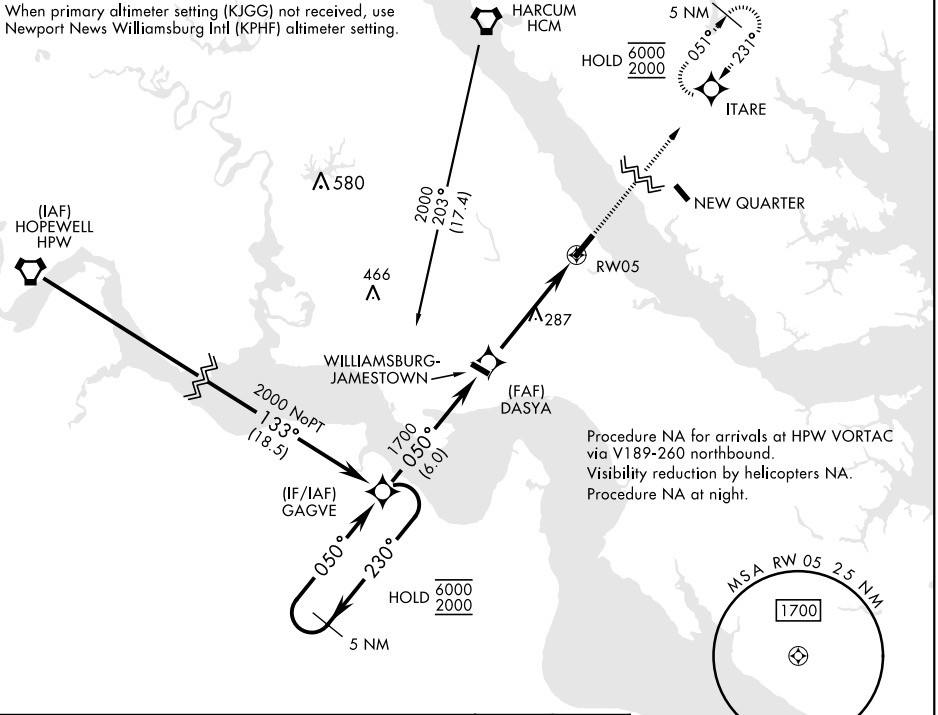 When primary altimeter setting (KJGG) not received, use
Newport News Williamsburg Intl (KPHF) altimeter setting.
HARCUM
HCM
5 NM
HOLD 6000
2000
051°
231°
ITARE
580
2000
203°
(17.4)
NEW QUARTER
(IAF)
HOPEWELL
HPW
RW05
466
287
WILLIAMSBURG-
JAMESTOWN
(FAF)
DASYA
2000 NoPT
133°
(18.5)
1700
050°
(6.0)
Procedure NA for arrivals at HPW VORTAC
via V189-260 northbound.
Visibility reduction by helicopters NA.
Procedure NA at night.
(IF/IAF)
GAGVE
050°
230°
HOLD 6000
2000
5 NM
MSA RW 05 25 NM
1700